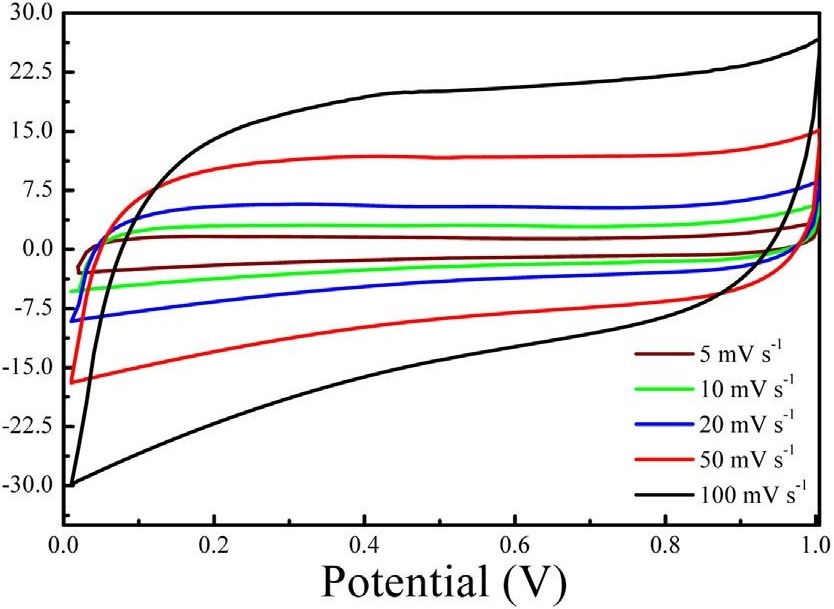 30.0
22.5
15.0
7.5
0.0
-7.5
-15.0
-22.5
-30.0
5 mV s⁻¹
10 mV s⁻¹
20 mV s⁻¹
50 mV s⁻¹
100 mV s⁻¹
0.0 0.2 0.4 0.6 0.8 1.0
Potential (V)